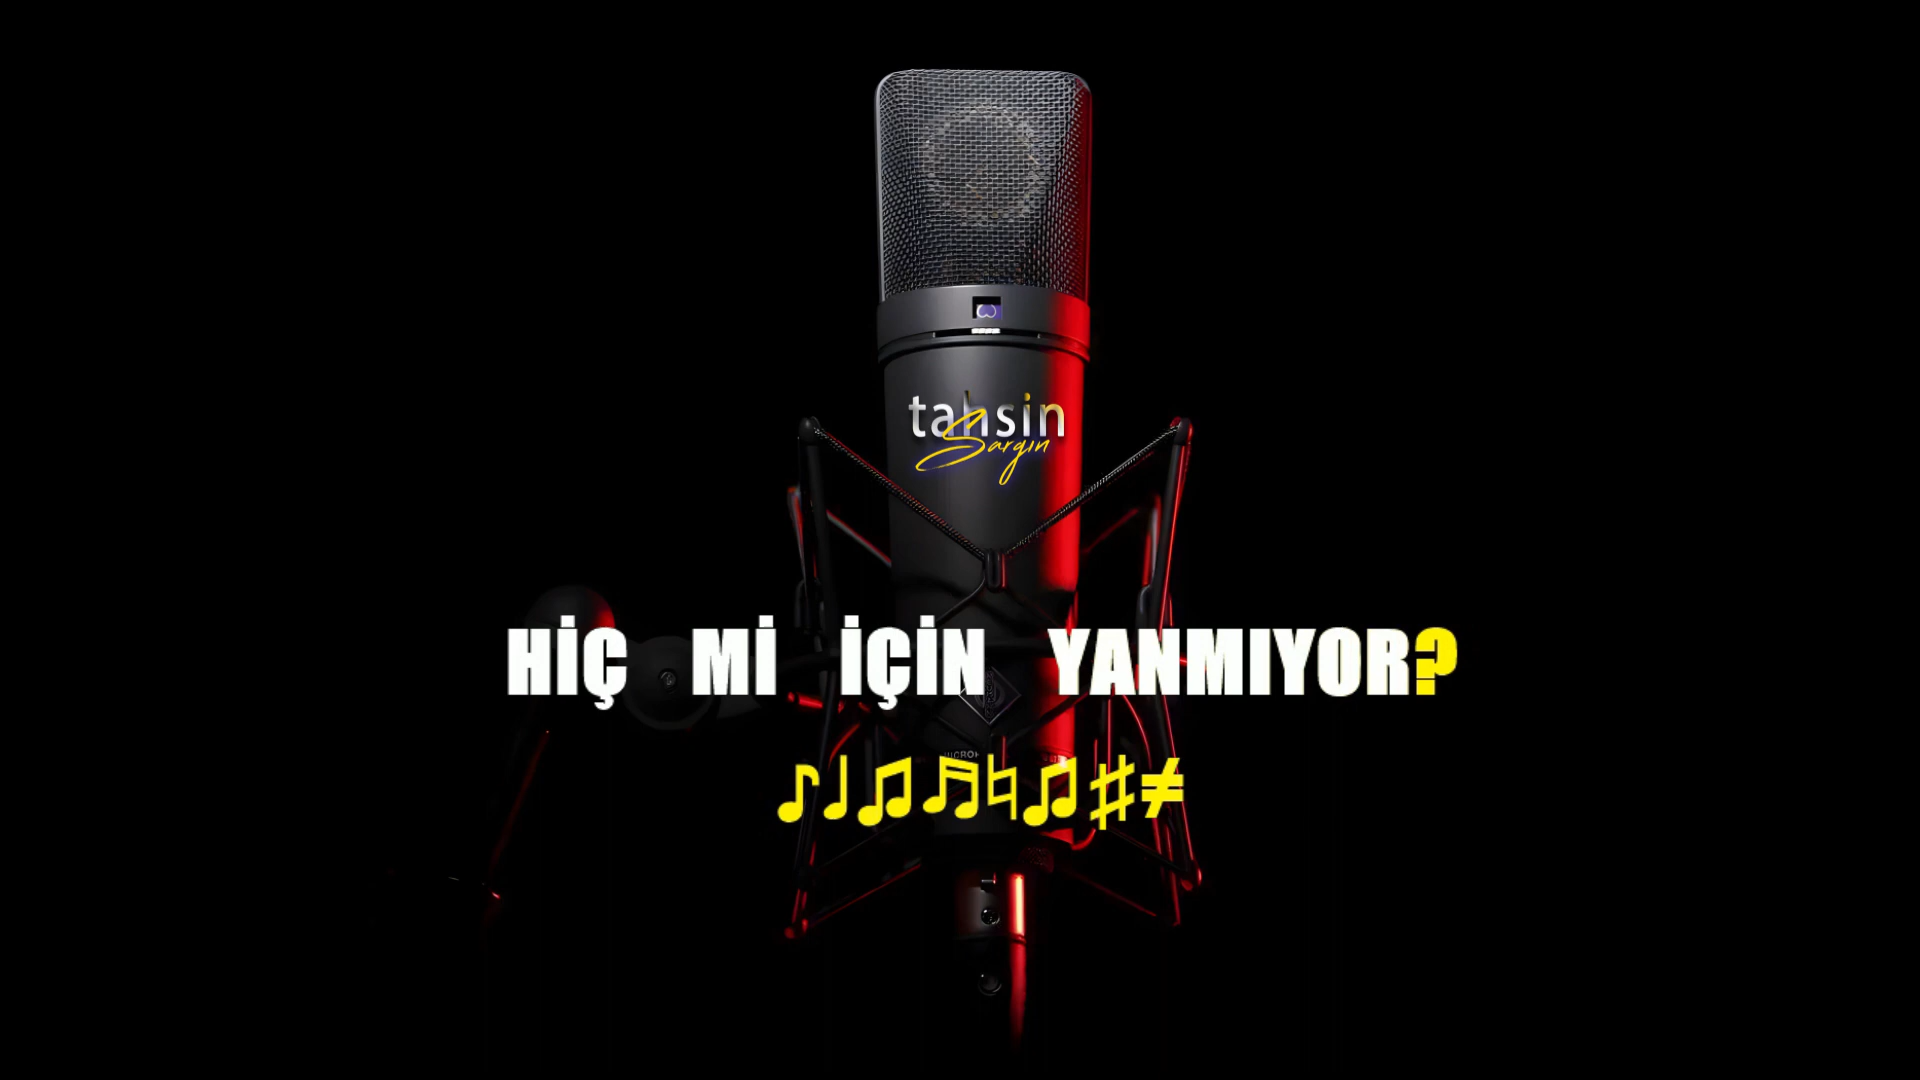 tahsin
Sargın
HİÇ Mİ İÇİN YANMIYOR?
♪♩♫♬♮♫♯≠